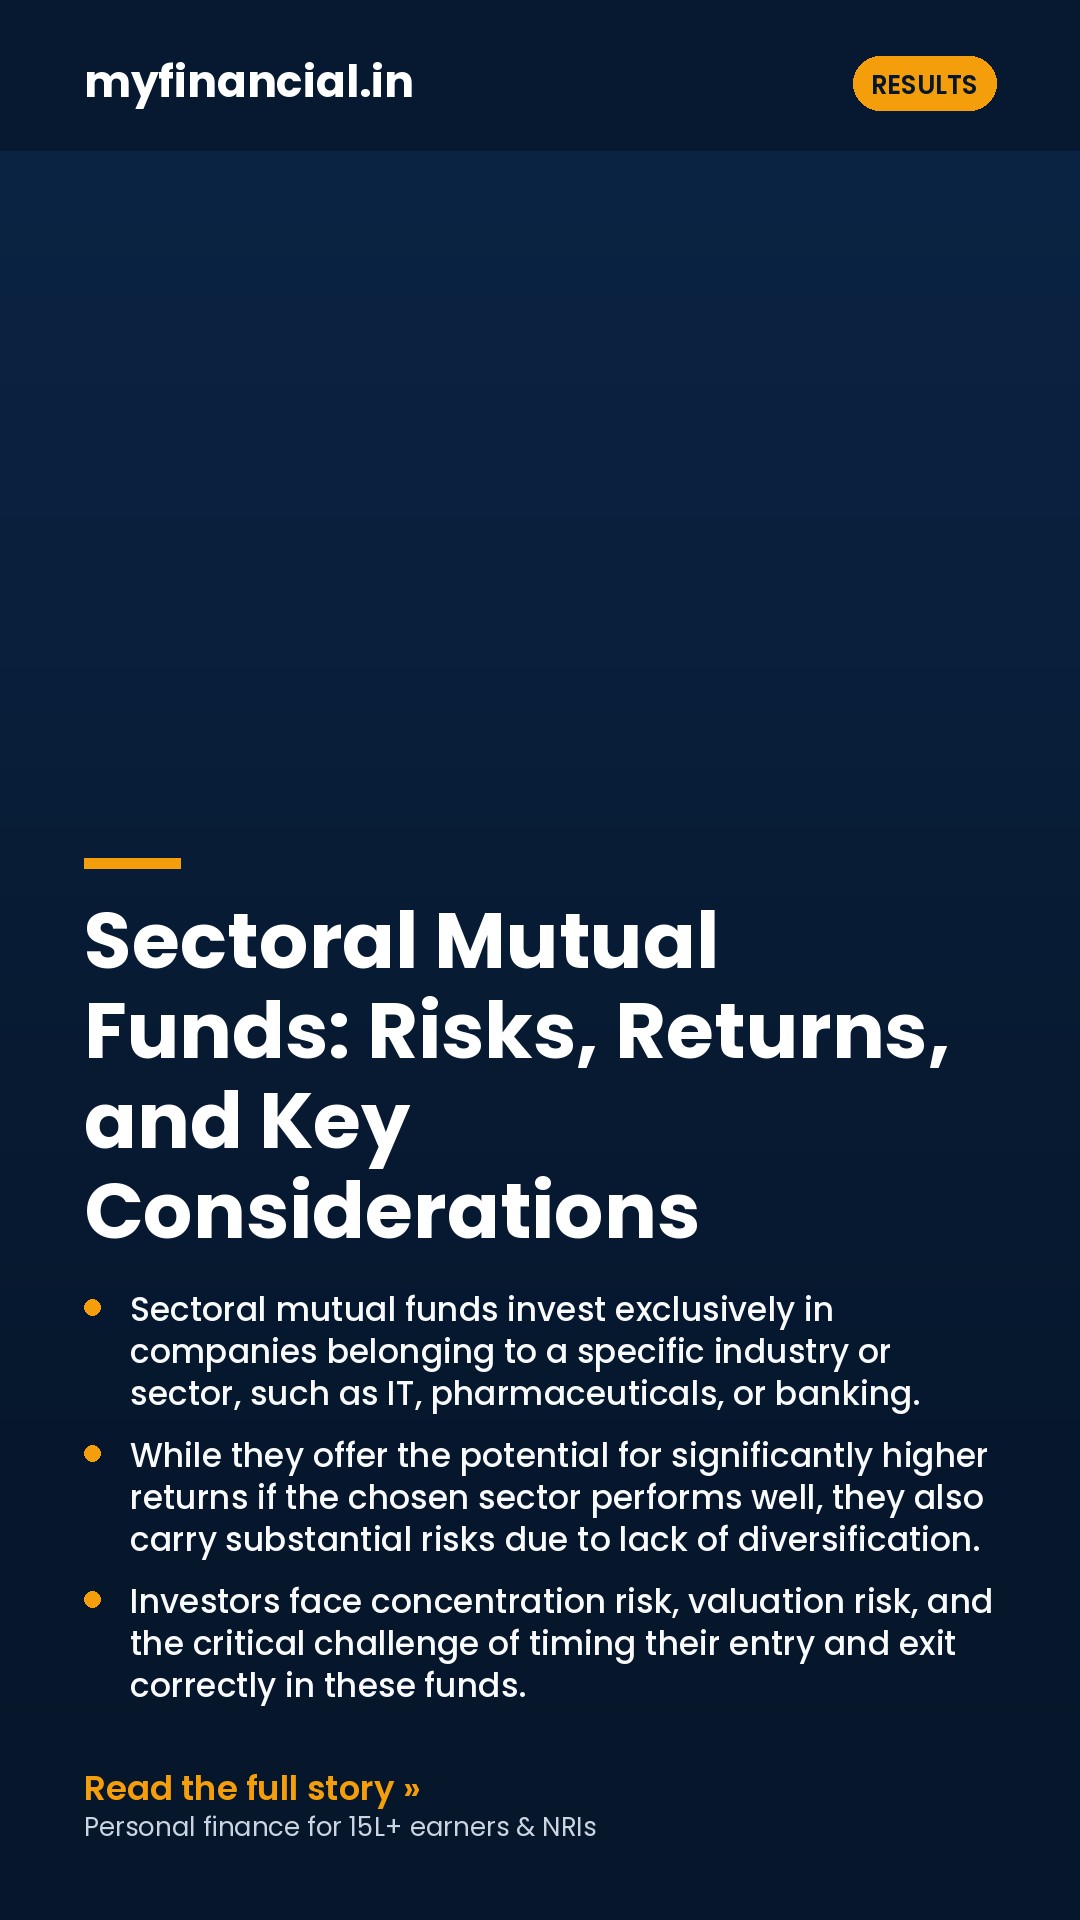 myfinancial.in
RESULTS
Sectoral Mutual
Funds: Risks, Returns,
and Key
Considerations
Sectoral mutual funds invest exclusively in
companies belonging to a specific industry or
sector, such as IT, pharmaceuticals, or banking.
While they offer the potential for significantly higher
returns if the chosen sector performs well, they also
carry substantial risks due to lack of diversification.
Investors face concentration risk, valuation risk, and
the critical challenge of timing their entry and exit
correctly in these funds.
Read the full story »
Personal finance for 15L+ earners & NRIs